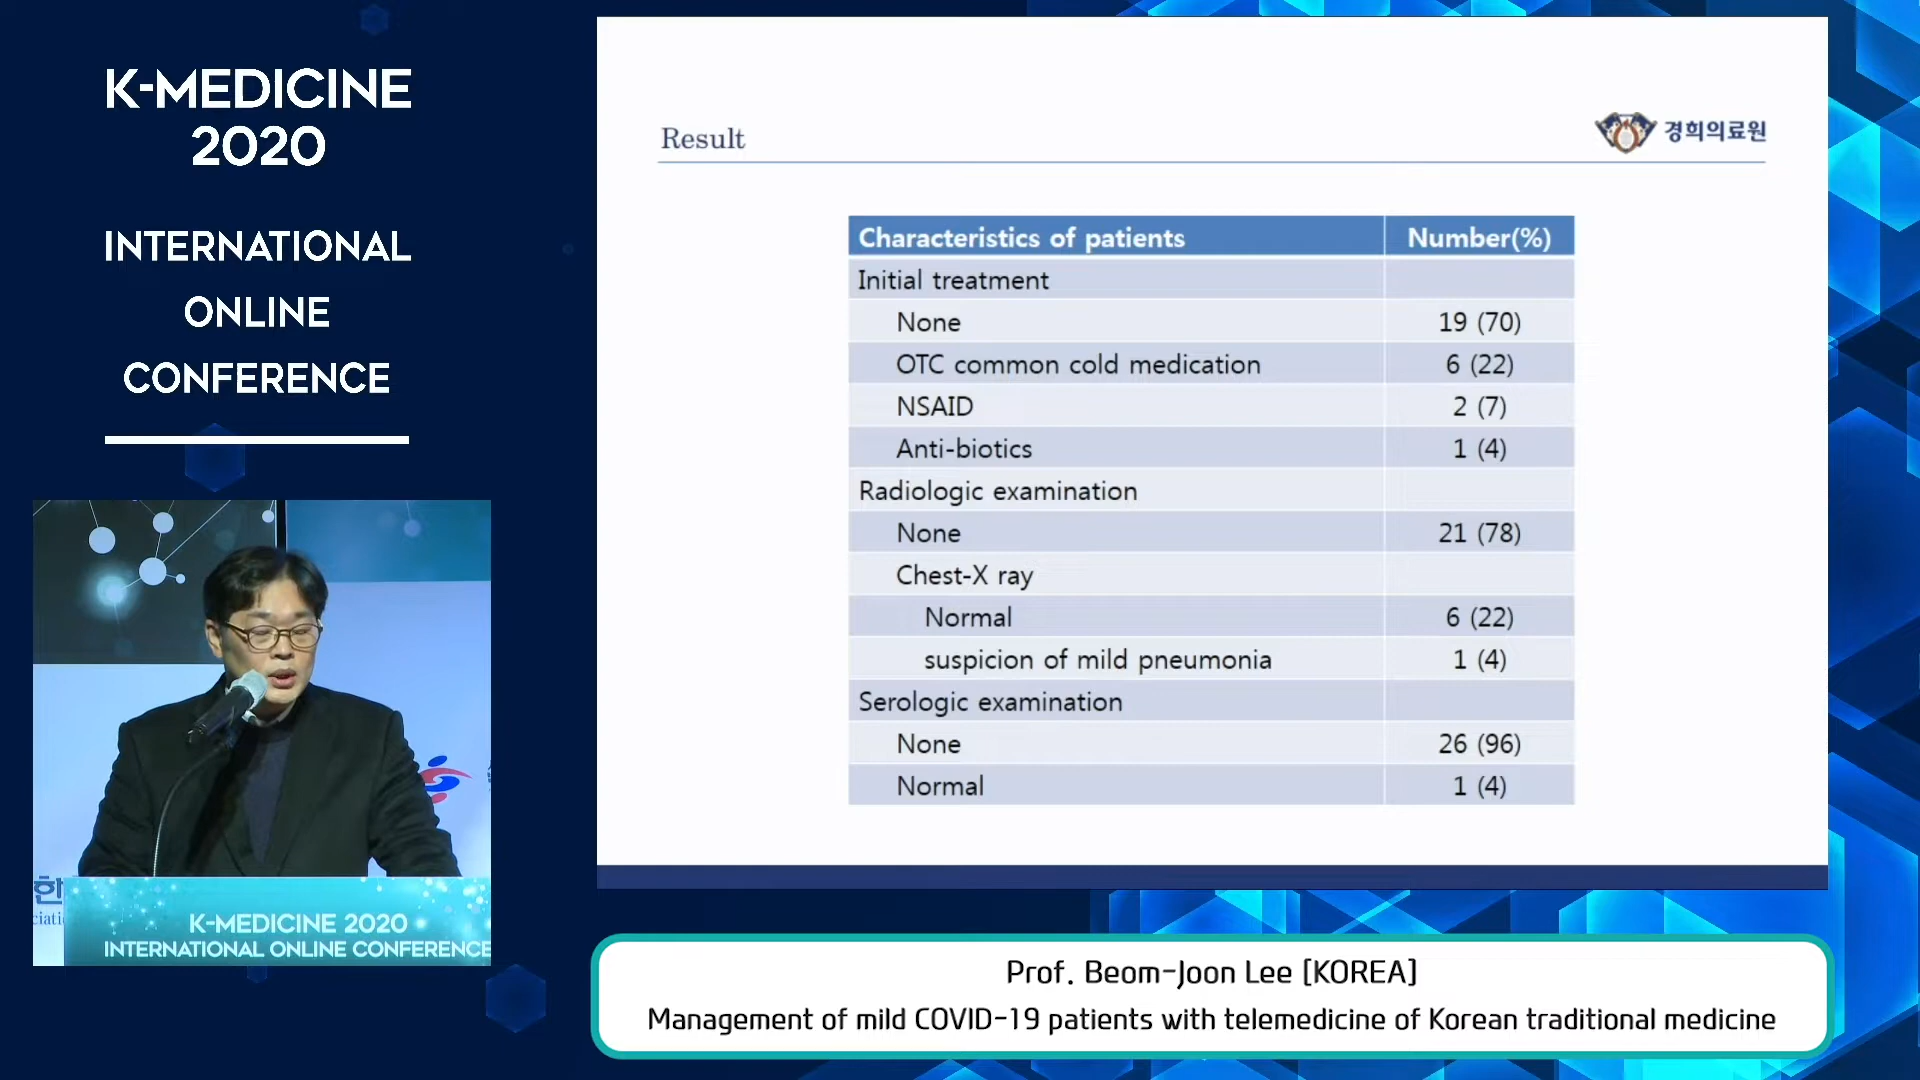 K-MEDICINE
2020
INTERNATIONAL
ONLINE
CONFERENCE
Result
경희의료원
Characteristics of patients Number(%)
Initial treatment
None 19 (70)
OTC common cold medication 6 (22)
NSAID 2 (7)
Anti-biotics 1 (4)
Radiologic examination
None 21 (78)
Chest-X ray
Normal 6 (22)
suspicion of mild pneumonia 1 (4)
Serologic examination
None 26 (96)
Normal 1 (4)
한
K-MEDICINE 2020
INTERNATIONAL ONLINE CONFERENCE
Prof. Beom-Joon Lee [KOREA]
Management of mild COVID-19 patients with telemedicine of Korean traditional medicine